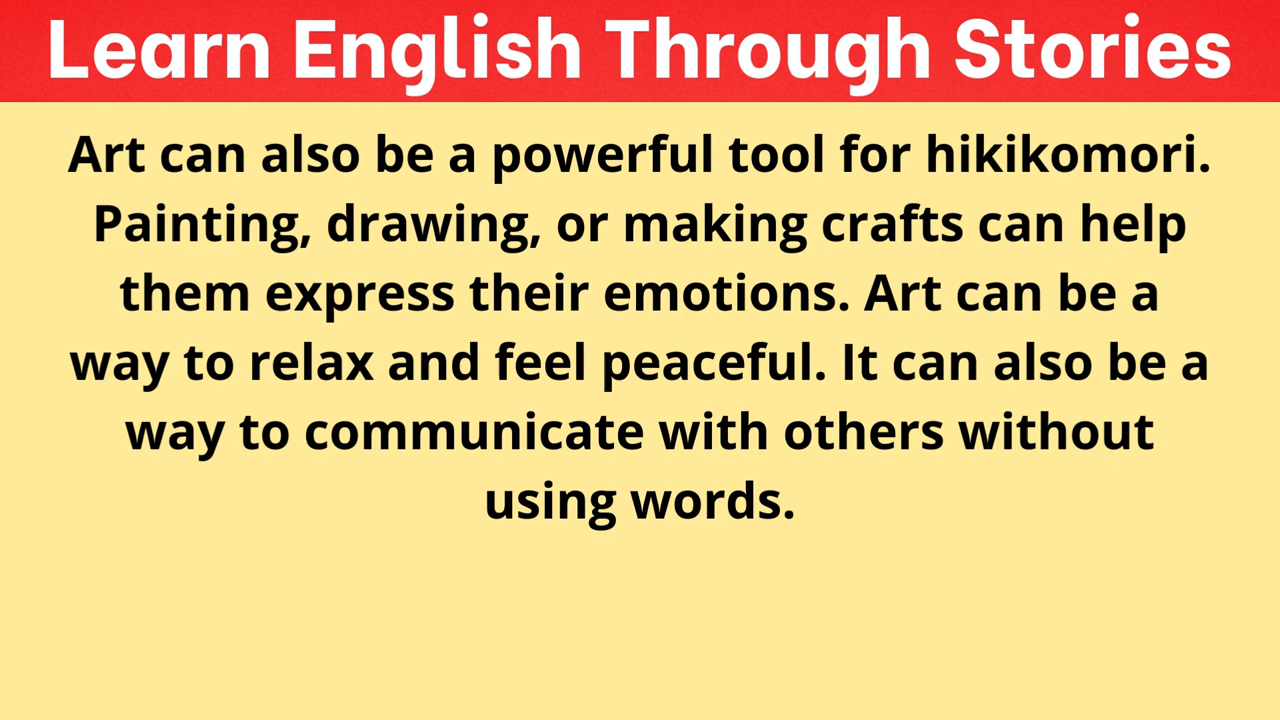 Learn English Through Stories
Art can also be a powerful tool for hikikomori.
Painting, drawing, or making crafts can help
them express their emotions. Art can be a
way to relax and feel peaceful. It can also be a
way to communicate with others without
using words.